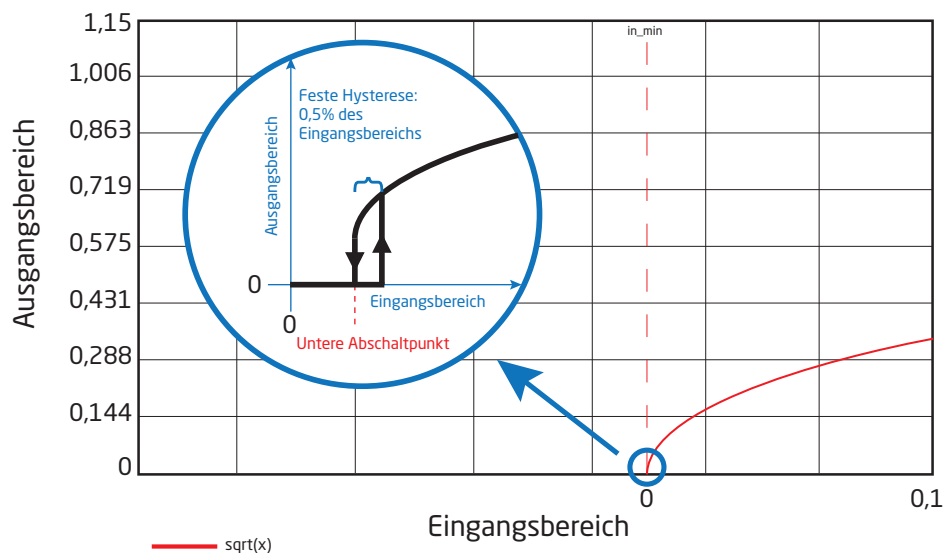 1,15
1,006
0,863
0,719
0,575
0,431
0,288
0,144
0
Ausgangsbereich
in_min
Feste Hysterese:
0,5% des
Eingangsbereichs
Ausgangsbereich
0
0
Eingangsbereich
Untere Abschaltpunkt
0
0,1
Eingangsbereich
sqrt(x)